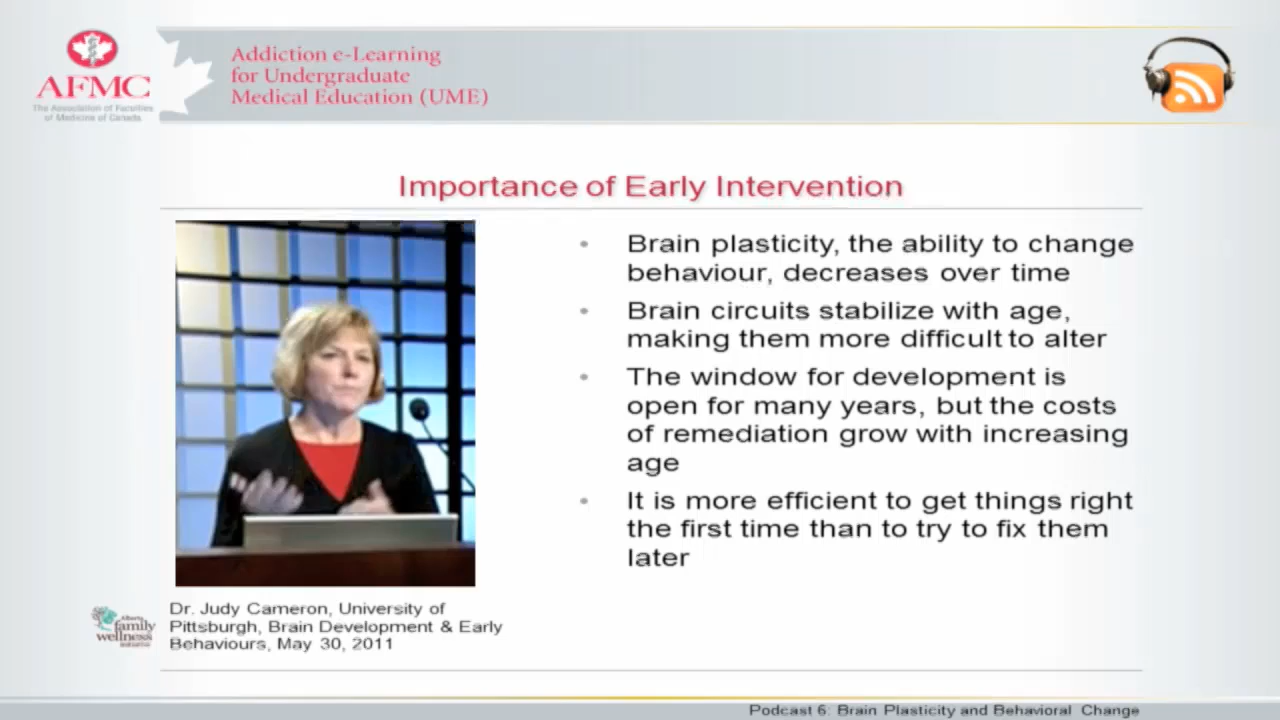 AFMC
The Association of Faculties
of Medicine of Canada
Addiction e-Learning
for Undergraduate
Medical Education (UME)
Importance of Early Intervention
• Brain plasticity, the ability to change
behaviour, decreases over time
• Brain circuits stabilize with age,
making them more difficult to alter
• The window for development is
open for many years, but the costs
of remediation grow with increasing
age
• It is more efficient to get things right
the first time than to try to fix them
later
Alberta
family
wellness
initiative
Dr. Judy Cameron, University of
Pittsburgh, Brain Development & Early
Behaviours, May 30, 2011
Podcast 6: Brain Plasticity and Behavioral Change